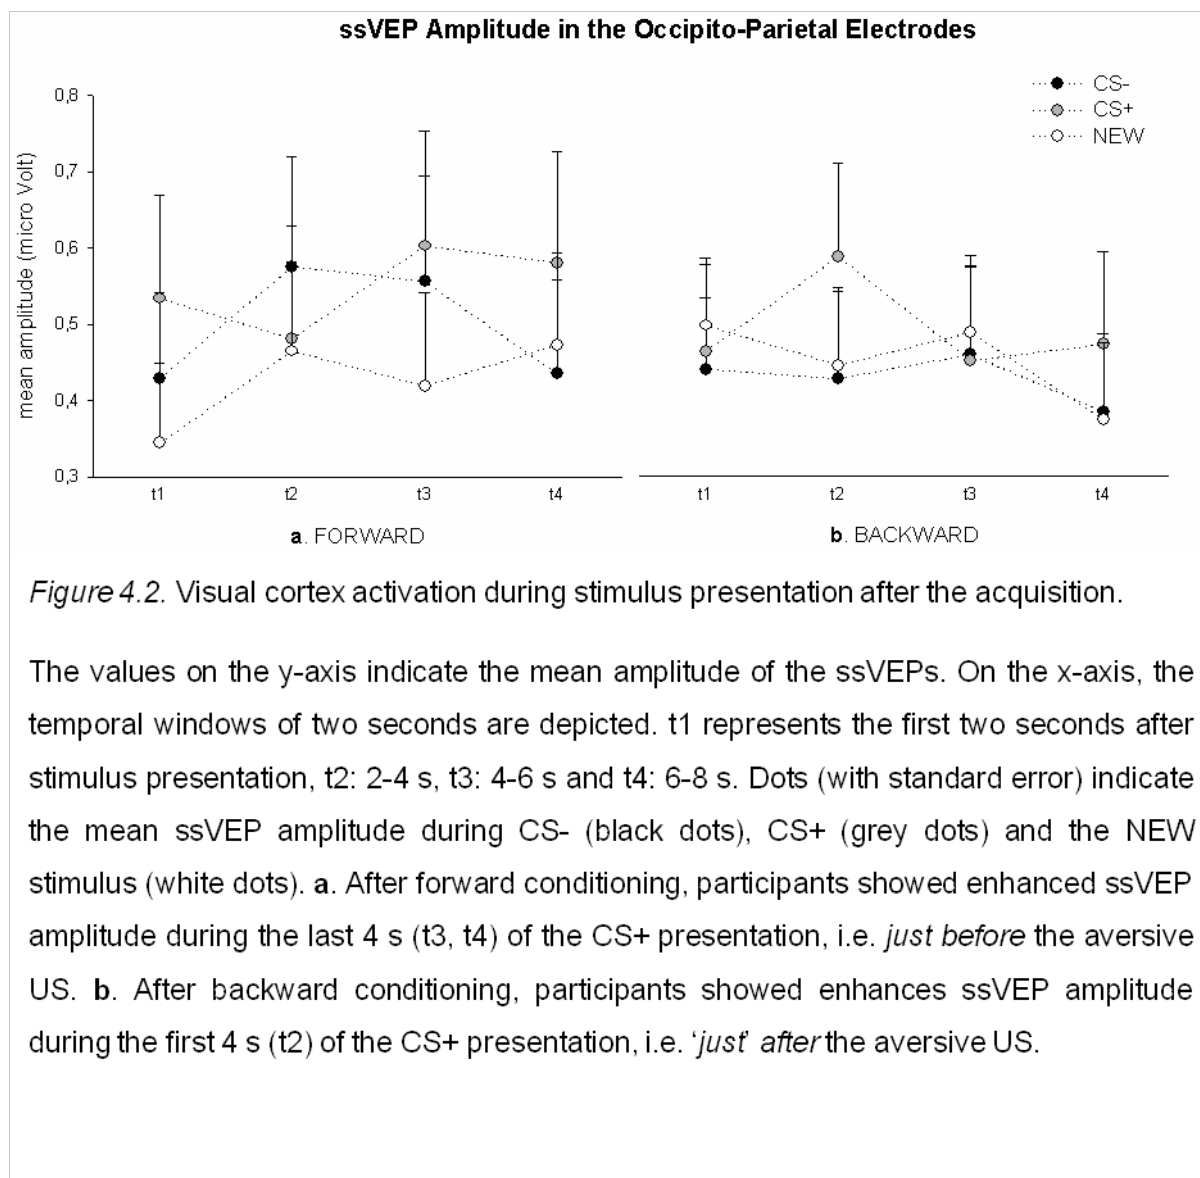 ssVEP Amplitude in the Occipito-Parietal Electrodes
CS-
CS+
NEW
mean amplitude (micro Volt)
0,8
0,7
0,6
0,5
0,4
0,3
t1 t2 t3 t4
t1 t2 t3 t4
a. FORWARD
b. BACKWARD
Figure 4.2. Visual cortex activation during stimulus presentation after the acquisition.
The values on the y-axis indicate the mean amplitude of the ssVEPs. On the x-axis, the
temporal windows of two seconds are depicted. t1 represents the first two seconds after
stimulus presentation, t2: 2-4 s, t3: 4-6 s and t4: 6-8 s. Dots (with standard error) indicate
the mean ssVEP amplitude during CS- (black dots), CS+ (grey dots) and the NEW
stimulus (white dots). a. After forward conditioning, participants showed enhanced ssVEP
amplitude during the last 4 s (t3, t4) of the CS+ presentation, i.e. just before the aversive
US. b. After backward conditioning, participants showed enhances ssVEP amplitude
during the first 4 s (t2) of the CS+ presentation, i.e. ‘just’ after the aversive US.